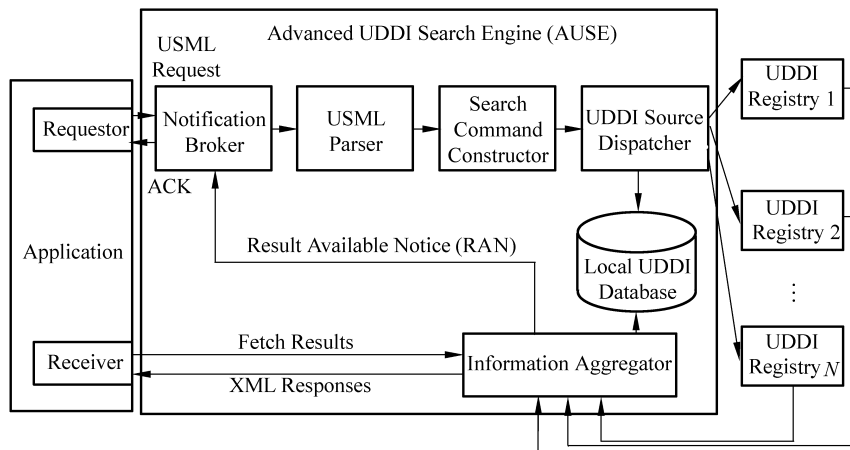 Advanced UDDI Search Engine (AUSE)
USML
Request
Requestor
Notification
Broker
USML
Parser
Search
Command
Constructor
UDDI Source
Dispatcher
UDDI
Registry 1
ACK
UDDI
Registry 2
Result Available Notice (RAN)
Application
Local UDDI
Database
⋮
Fetch Results
Receiver
Information Aggregator
XML Responses
UDDI
Registry N